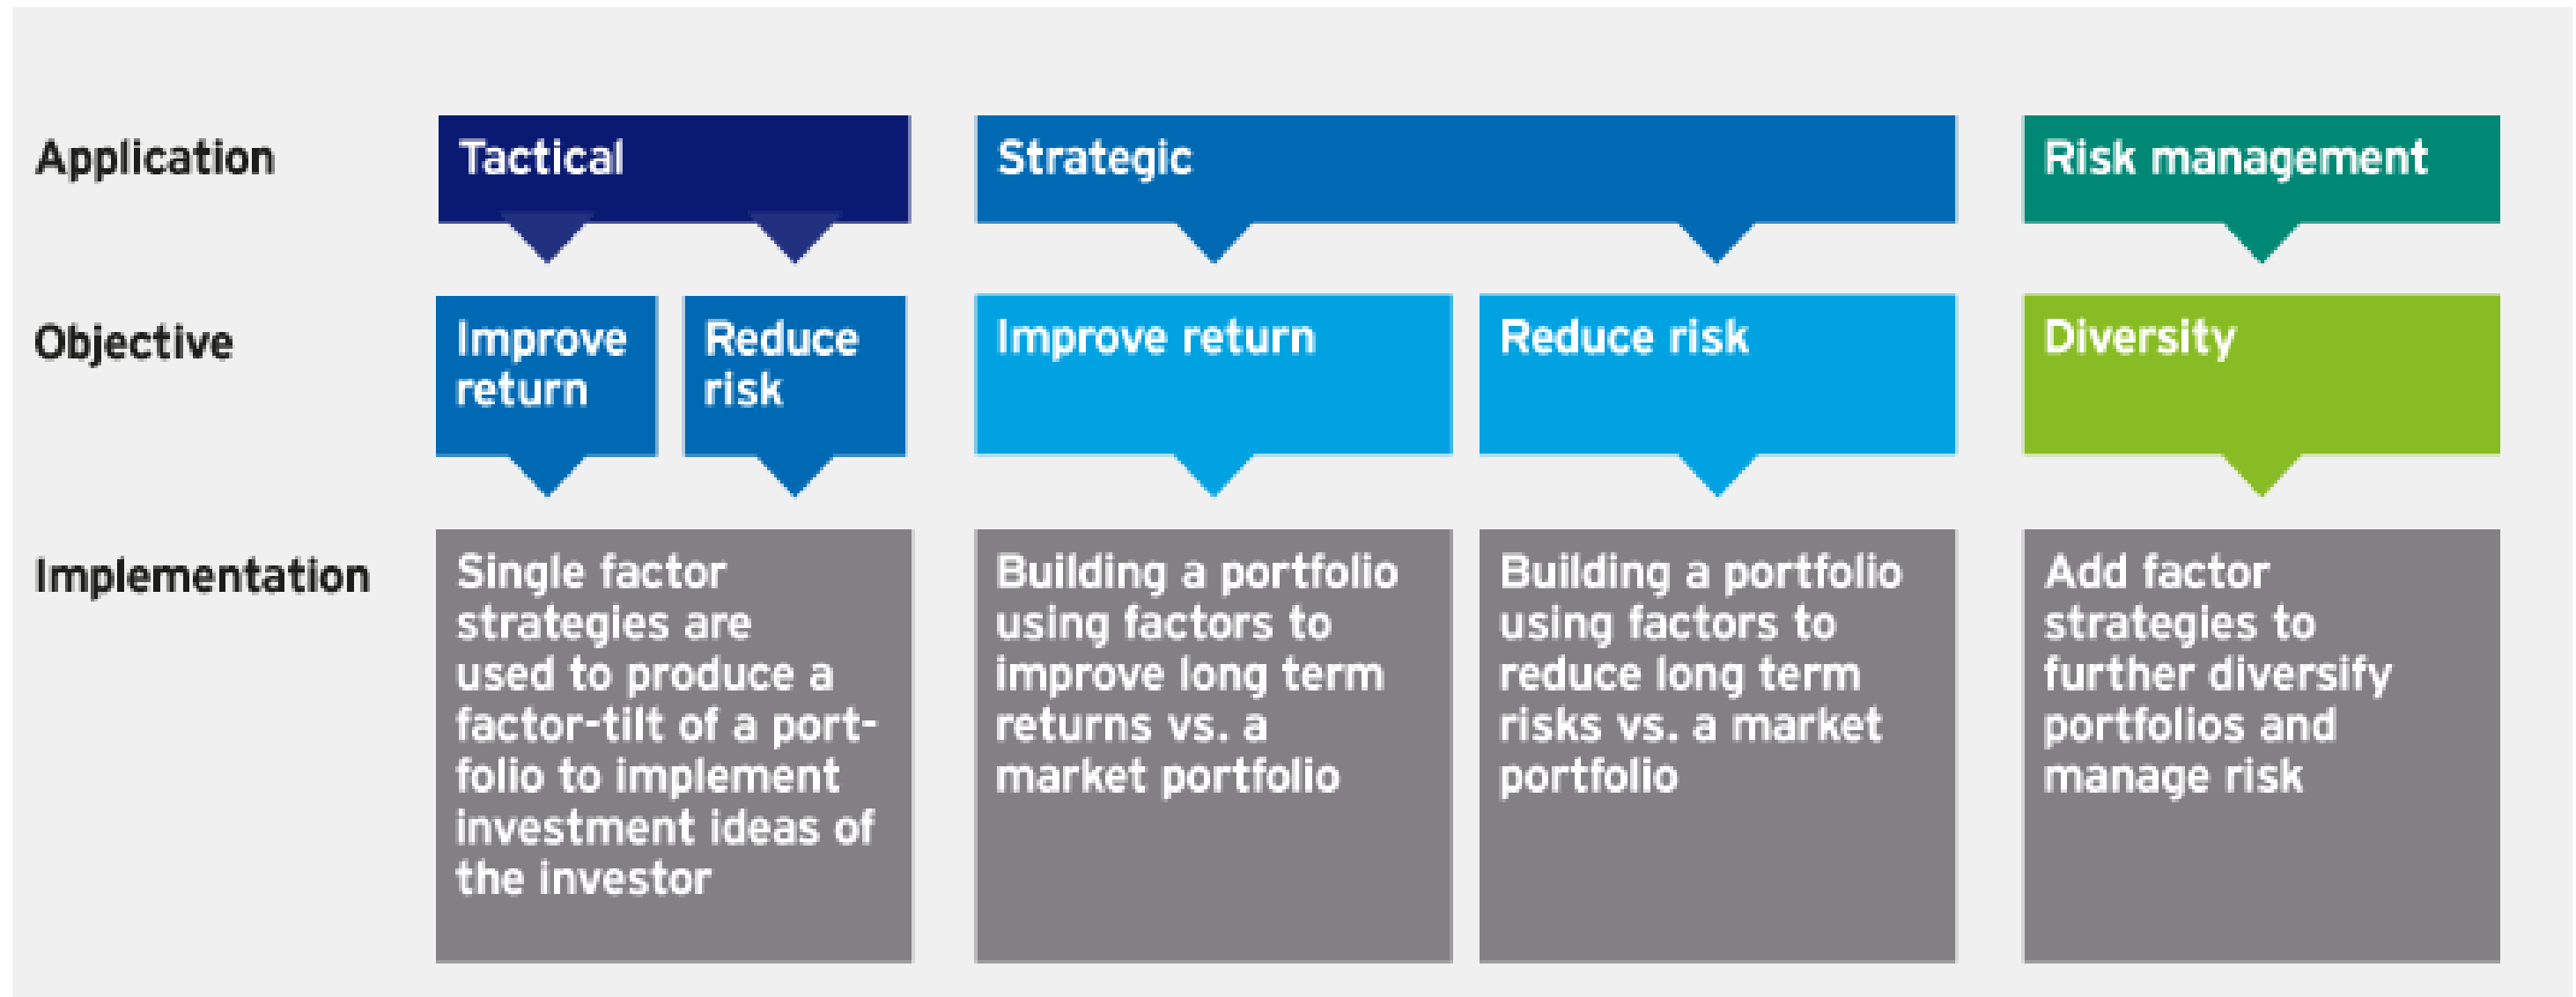 Application
Tactical
Strategic
Risk management
Objective
Improve
return
Reduce
risk
Improve return
Reduce risk
Diversity
Implementation
Single factor
strategies are
used to produce a
factor-tilt of a port-
folio to implement
investment ideas of
the investor
Building a portfolio
using factors to
improve long term
returns vs. a
market portfolio
Building a portfolio
using factors to
reduce long term
risks vs. a market
portfolio
Add factor
strategies to
further diversify
portfolios and
manage risk